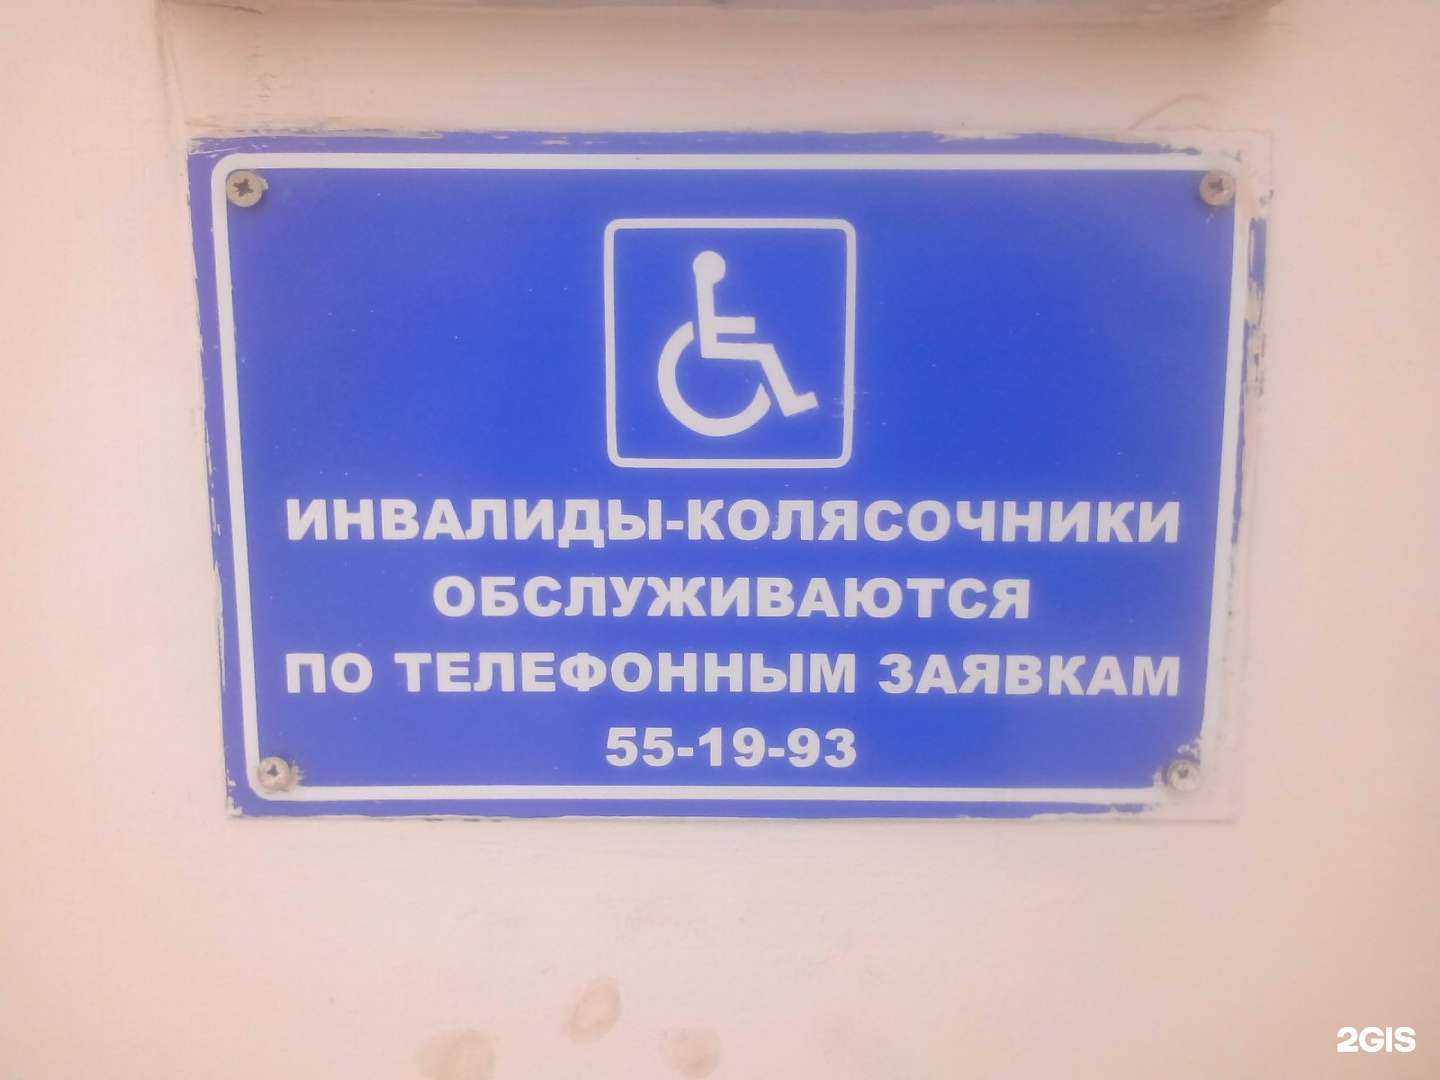 ИНВАЛИДЫ-КОЛЯСОЧНИКИ
ОБСЛУЖИВАЮТСЯ
ПО ТЕЛЕФОННЫМ ЗАЯВКАМ
55-19-93
2GIS